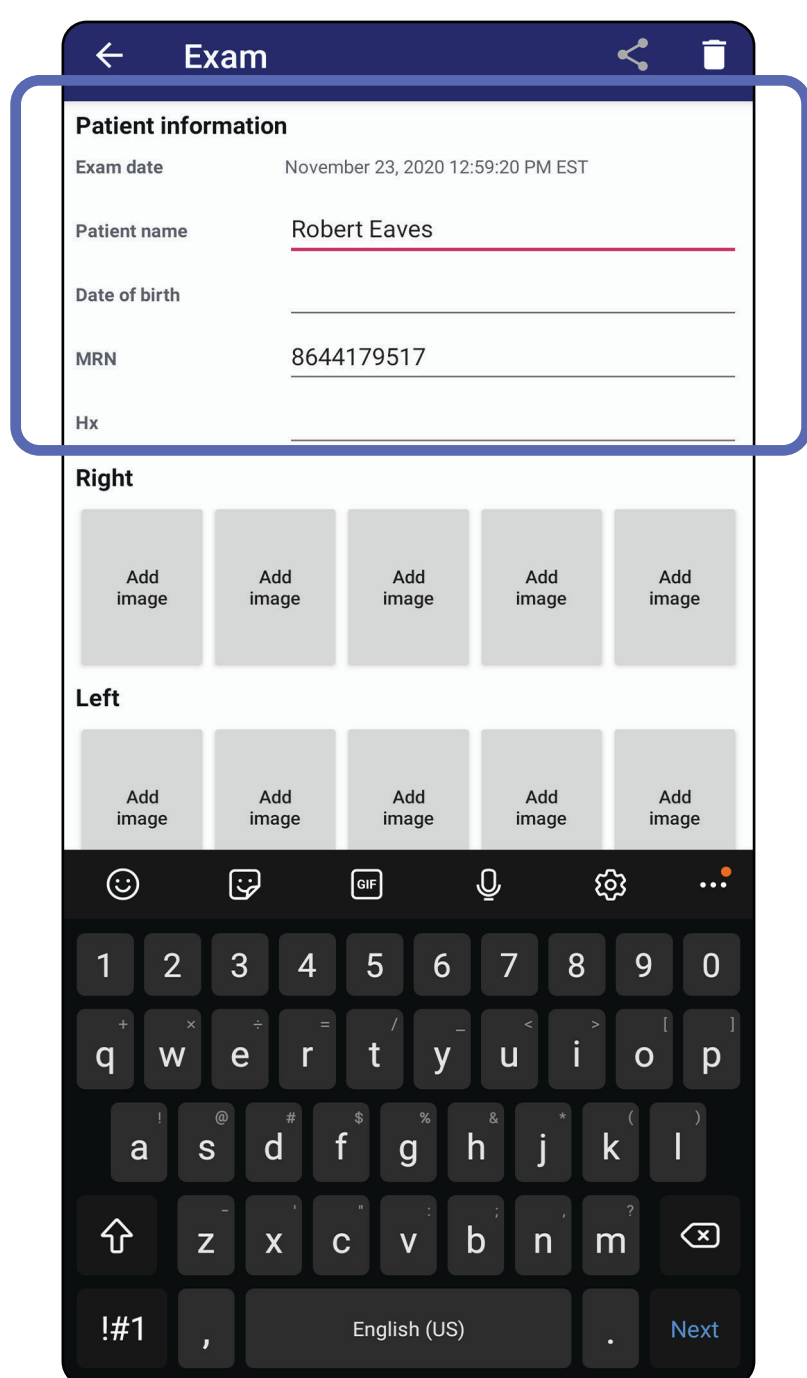 Exam
Patient information
Exam date November 23, 2020 12:59:20 PM EST
Patient name Robert Eaves
Date of birth
MRN 8644179517
Hx
Right
Add image Add image Add image Add image Add image
Left
Add image Add image Add image Add image Add image
GIF
1 2 3 4 5 6 7 8 9 0
+ × ÷ = / _ < > [ ]
q w e r t y u i o p
! @ # $ % & * ( )
a s d f g h j k l
- ' " : ; , ?
z x c v b n m
!#1 , English (US) . Next